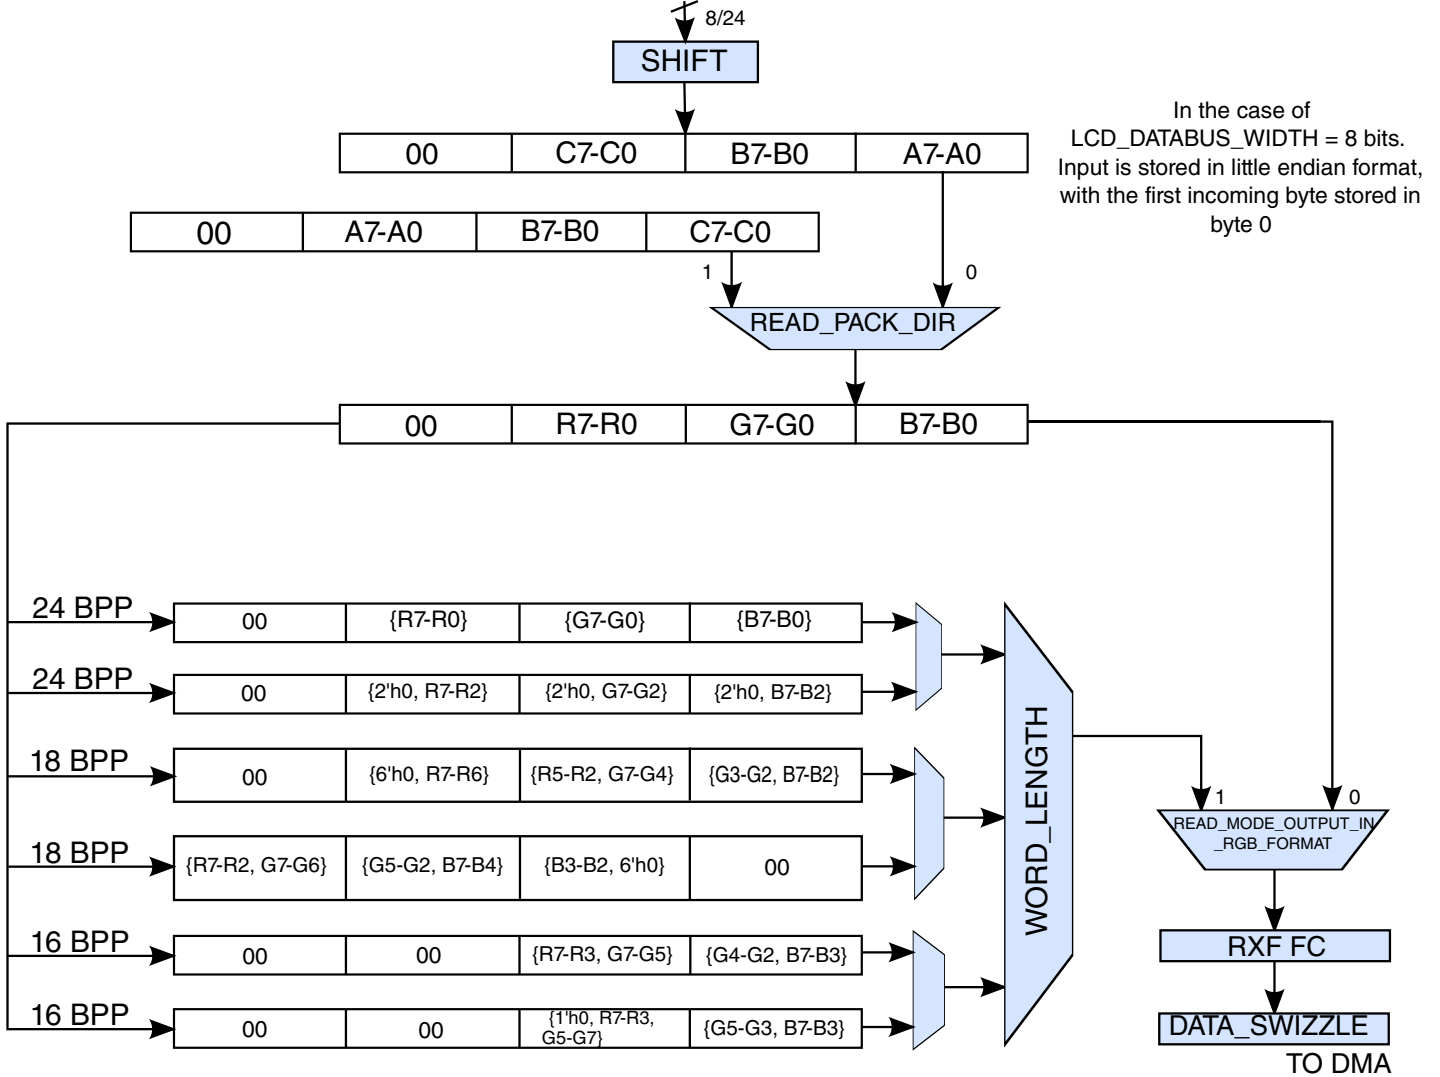 8/24
SHIFT
In the case of
LCD_DATABUS_WIDTH = 8 bits.
Input is stored in little endian format,
with the first incoming byte stored in
byte 0
00 C7-C0 B7-B0 A7-A0
00 A7-A0 B7-B0 C7-C0
1 0
READ_PACK_DIR
00 R7-R0 G7-G0 B7-B0
24 BPP 00 {R7-R0} {G7-G0} {B7-B0}
24 BPP 00 {2'h0, R7-R2} {2'h0, G7-G2} {2'h0, B7-B2}
18 BPP 00 {6'h0, R7-R6} {R5-R2, G7-G4} {G3-G2, B7-B2}
18 BPP {R7-R2, G7-G6} {G5-G2, B7-B4} {B3-B2, 6'h0} 00
16 BPP 00 00 {R7-R3, G7-G5} {G4-G2, B7-B3}
16 BPP 00 00 {1'h0, R7-R3,
G5-G7} {G5-G3, B7-B3}
WORD_LENGTH
1 0
READ_MODE_OUTPUT_IN
_RGB_FORMAT
RXF FC
DATA_SWIZZLE
TO DMA